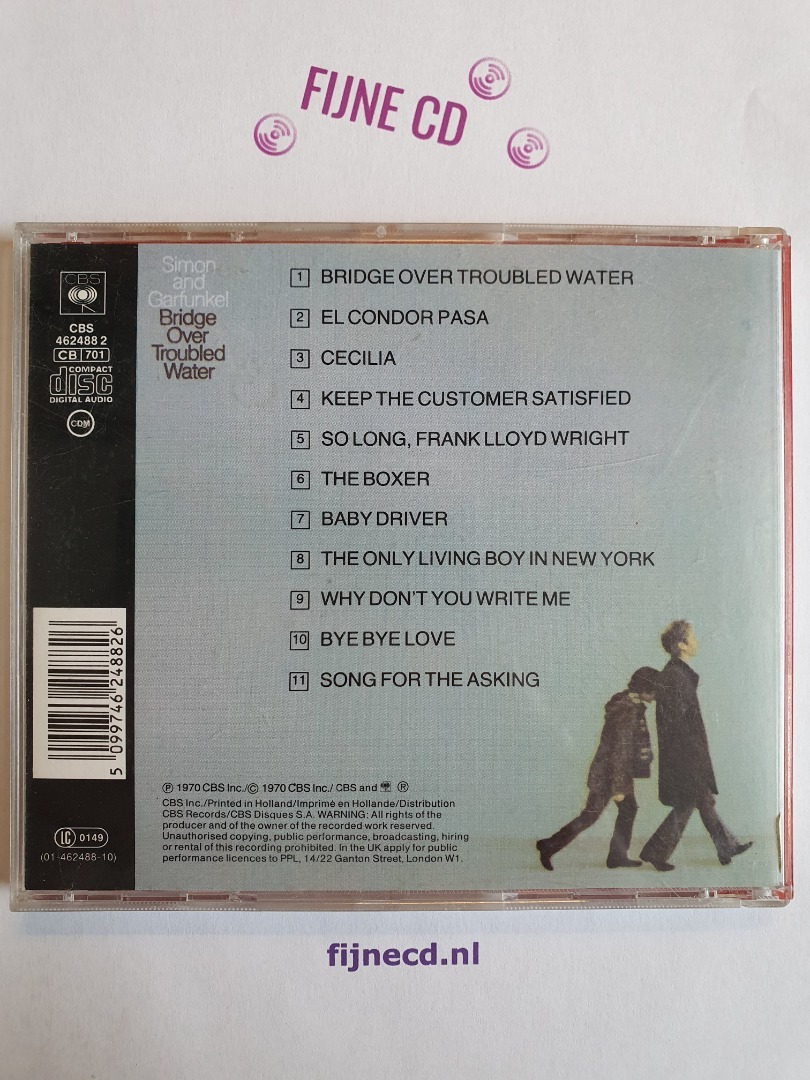 FIJNE CD
CBS
CBS
462488 2
CB 701
COMPACT
disc
DIGITAL AUDIO
CDM
Simon
and
Garfunkel
Bridge
Over
Troubled
Water
1 BRIDGE OVER TROUBLED WATER
2 EL CONDOR PASA
3 CECILIA
4 KEEP THE CUSTOMER SATISFIED
5 SO LONG, FRANK LLOYD WRIGHT
6 THE BOXER
7 BABY DRIVER
8 THE ONLY LIVING BOY IN NEW YORK
9 WHY DON'T YOU WRITE ME
10 BYE BYE LOVE
11 SONG FOR THE ASKING
5 099746 248826
℗ 1970 CBS Inc./© 1970 CBS Inc./ CBS and ®
CBS Inc./Printed in Holland/Imprimé en Hollande/Distribution
CBS Records/CBS Disques S.A. WARNING: All rights of the
producer and of the owner of the recorded work reserved.
Unauthorised copying, public performance, broadcasting, hiring
or rental of this recording prohibited. In the UK apply for public
performance licences to PPL, 14/22 Ganton Street, London W1.
LC 0149
(01-462488-10)
fijnecd.nl